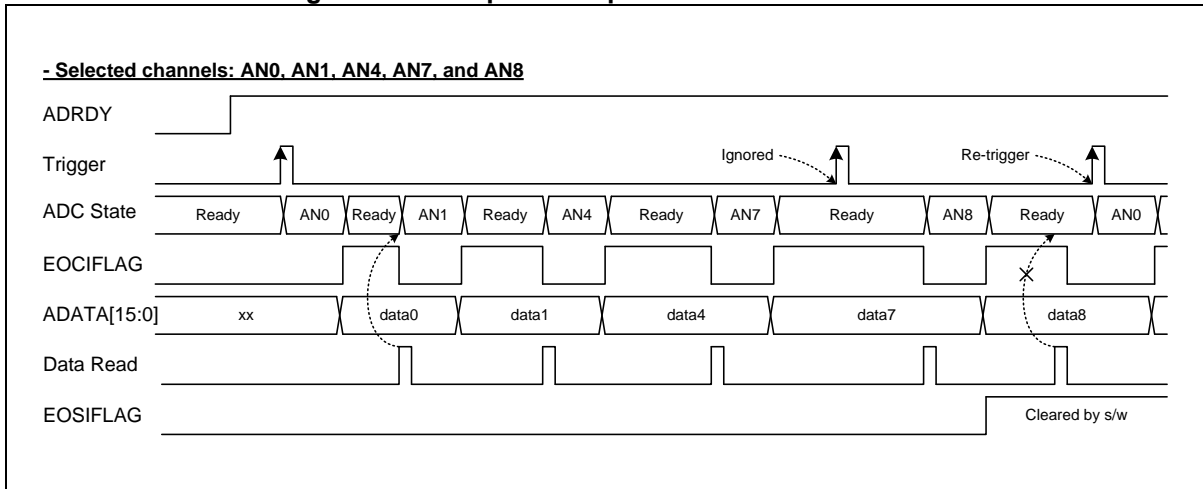 - Selected channels: AN0, AN1, AN4, AN7, and AN8
ADRDY
Trigger
Ignored
Re-trigger
ADC State
Ready
AN0
Ready
AN1
Ready
AN4
Ready
AN7
Ready
AN8
Ready
AN0
EOCIFLAG
ADATA[15:0]
xx
data0
data1
data4
data7
data8
Data Read
EOSIFLAG
Cleared by s/w